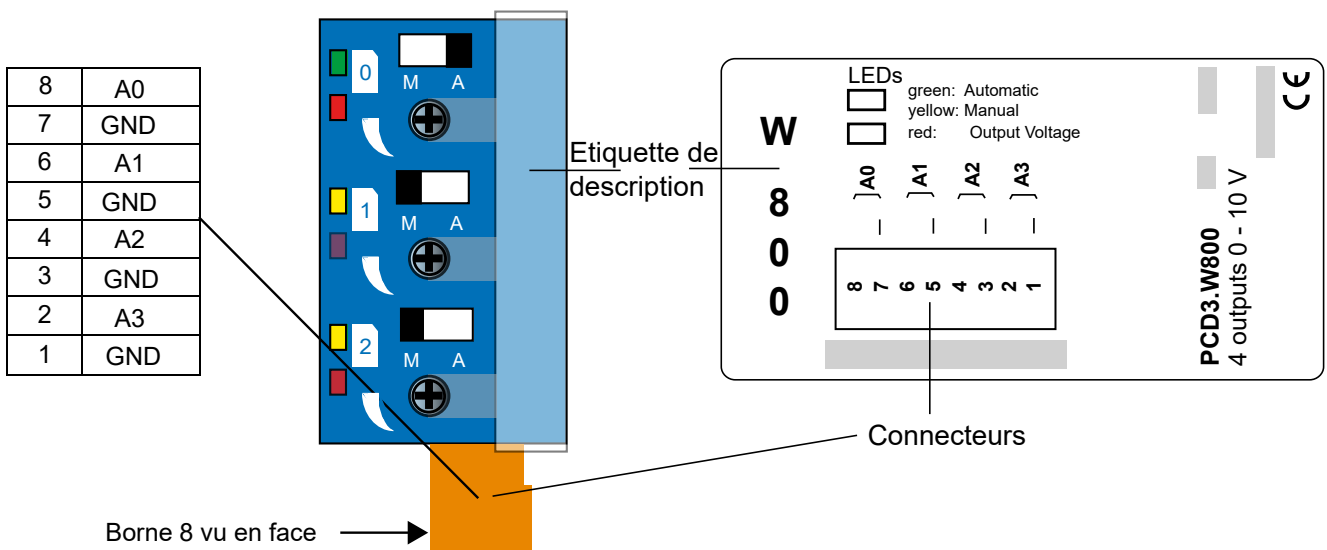 8 A0
7 GND
6 A1
5 GND
4 A2
3 GND
2 A3
1 GND
0
M A
1
M A
2
M A
Etiquette de
description
Borne 8 vu en face
Connecteurs
W
8
0
0
LEDs
green: Automatic
yellow: Manual
red: Output Voltage
A0 A1 A2 A3
8 7 6 5 4 3 2 1
PCD3.W800
4 outputs 0 - 10 V
CE